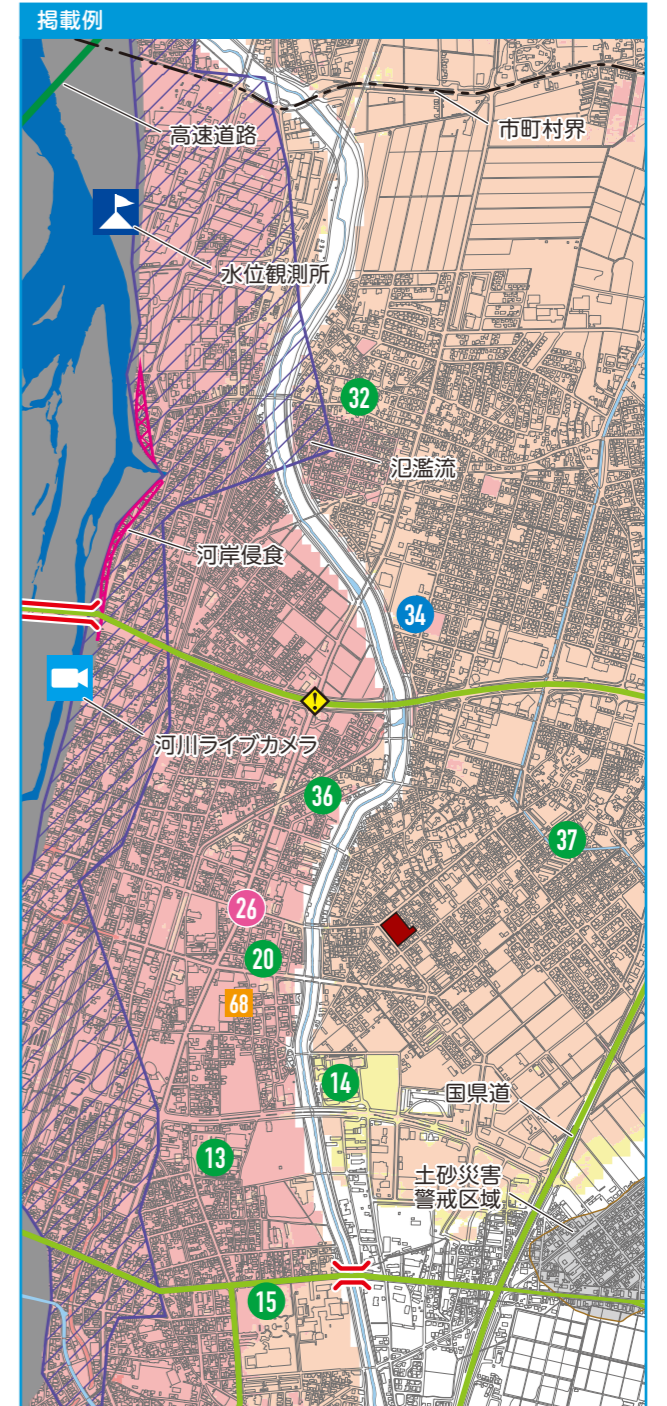 掲載例
高速道路
市町村界
水位観測所
32
氾濫流
河岸侵食
34
!
河川ライブカメラ
36
37
26
20
68
14
国県道
13
土砂災害
警戒区域
15